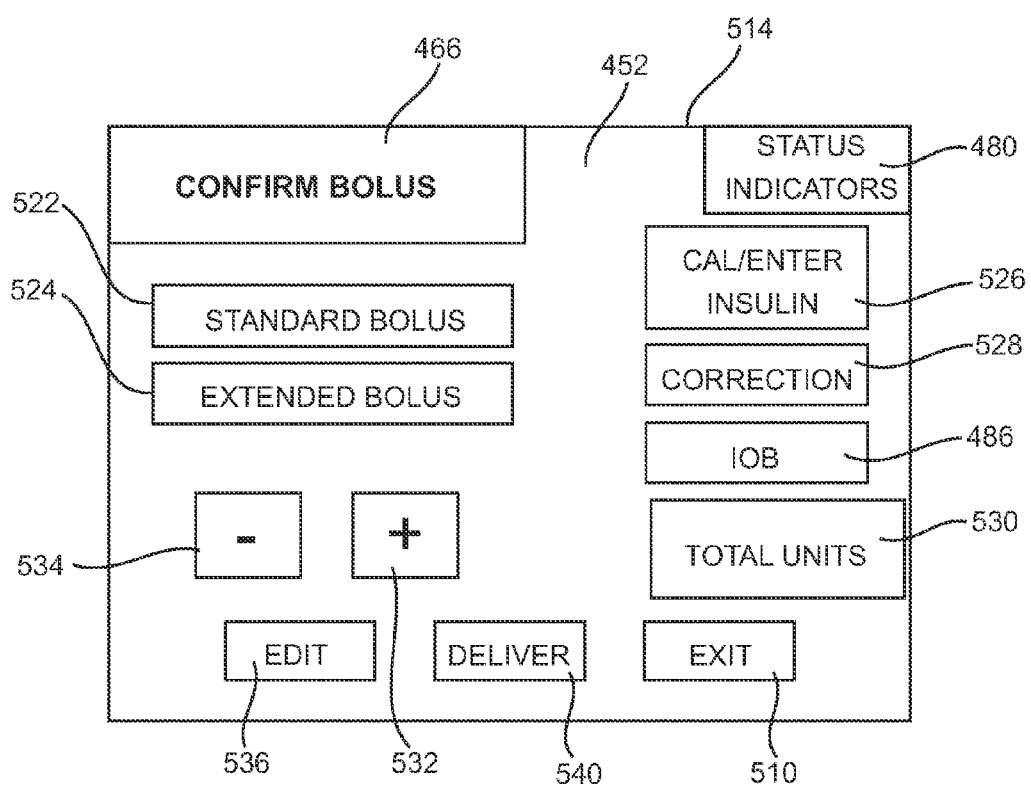 514
466
452
STATUS
INDICATORS
480
CONFIRM BOLUS
522
CAL/ENTER
INSULIN
526
524
STANDARD BOLUS
528
CORRECTION
EXTENDED BOLUS
486
IOB
530
-
+
TOTAL UNITS
534
EDIT
DELIVER
EXIT
536
532
540
510